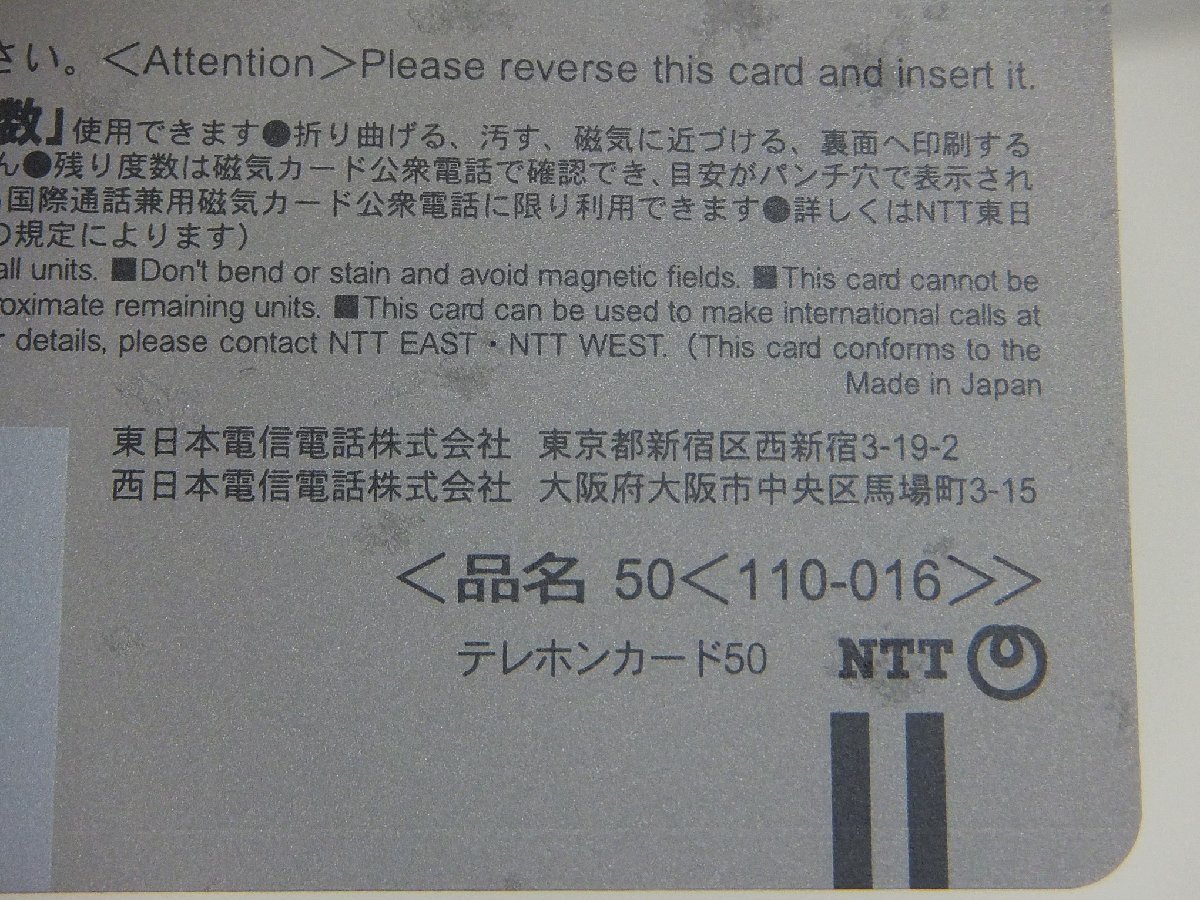 さい。＜Attention＞Please reverse this card and insert it.
数」使用できます●折り曲げる、汚す、磁気に近づける、裏面へ印刷する
ん●残り度数は磁気カード公衆電話で確認でき、目安がパンチ穴で表示され
国際通話兼用磁気カード公衆電話に限り利用できます●詳しくはNTT東日
の規定によります）
all units. ■Don't bend or stain and avoid magnetic fields. ■This card cannot be
roximate remaining units. ■This card can be used to make international calls at
r details, please contact NTT EAST・NTT WEST. (This card conforms to the
Made in Japan
東日本電信電話株式会社 東京都新宿区西新宿3-19-2
西日本電信電話株式会社 大阪府大阪市中央区馬場町3-15
＜品名 50＜110-016＞＞
テレホンカード50 NTT